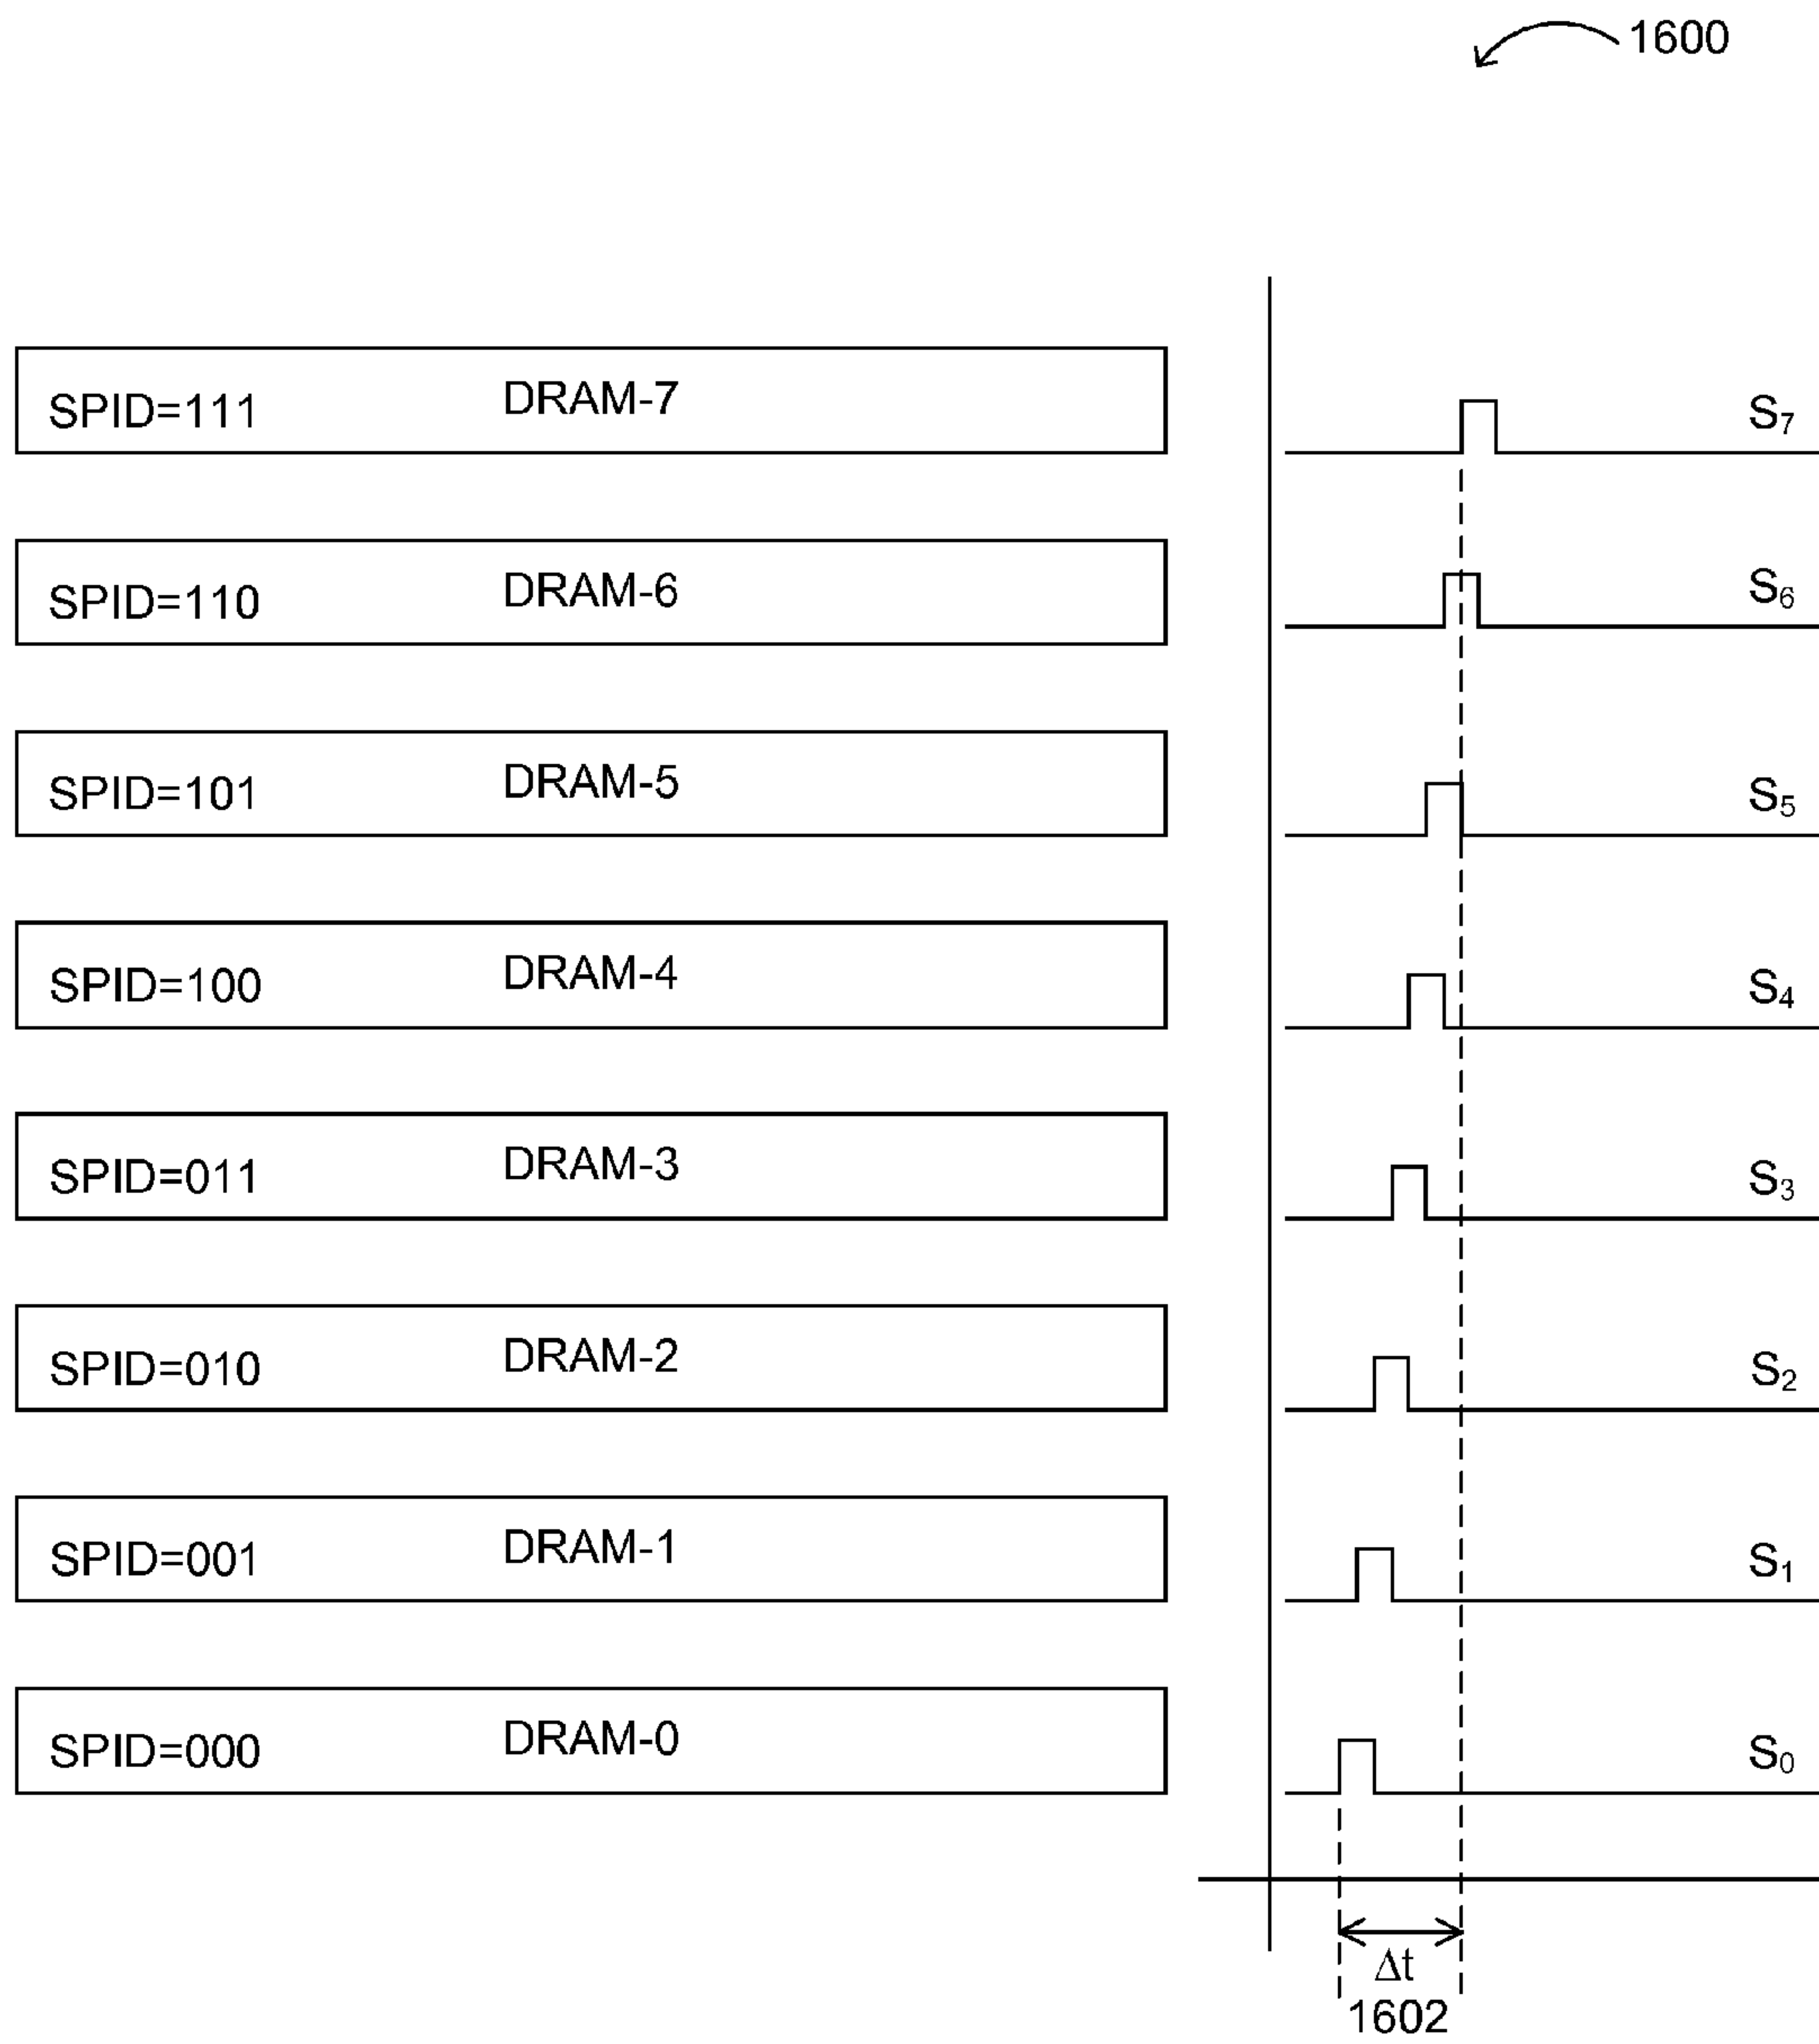 1600
SPID=111 DRAM-7 S₇
SPID=110 DRAM-6 S₆
SPID=101 DRAM-5 S₅
SPID=100 DRAM-4 S₄
SPID=011 DRAM-3 S₃
SPID=010 DRAM-2 S₂
SPID=001 DRAM-1 S₁
SPID=000 DRAM-0 S₀
Δt
1602